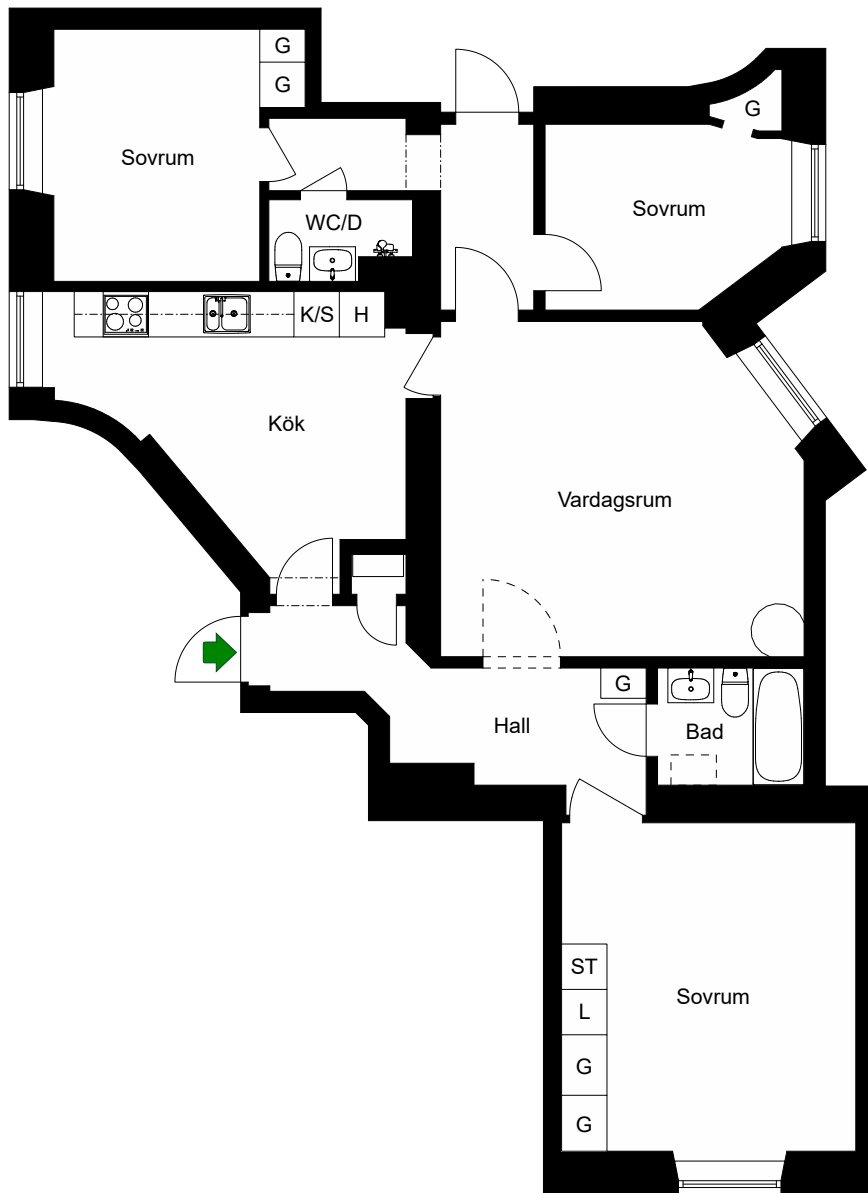 G
G
G
Sovrum
Sovrum
WC/D
K/S
H
Kök
Vardagsrum
G
Hall
Bad
ST
Sovrum
L
G
G